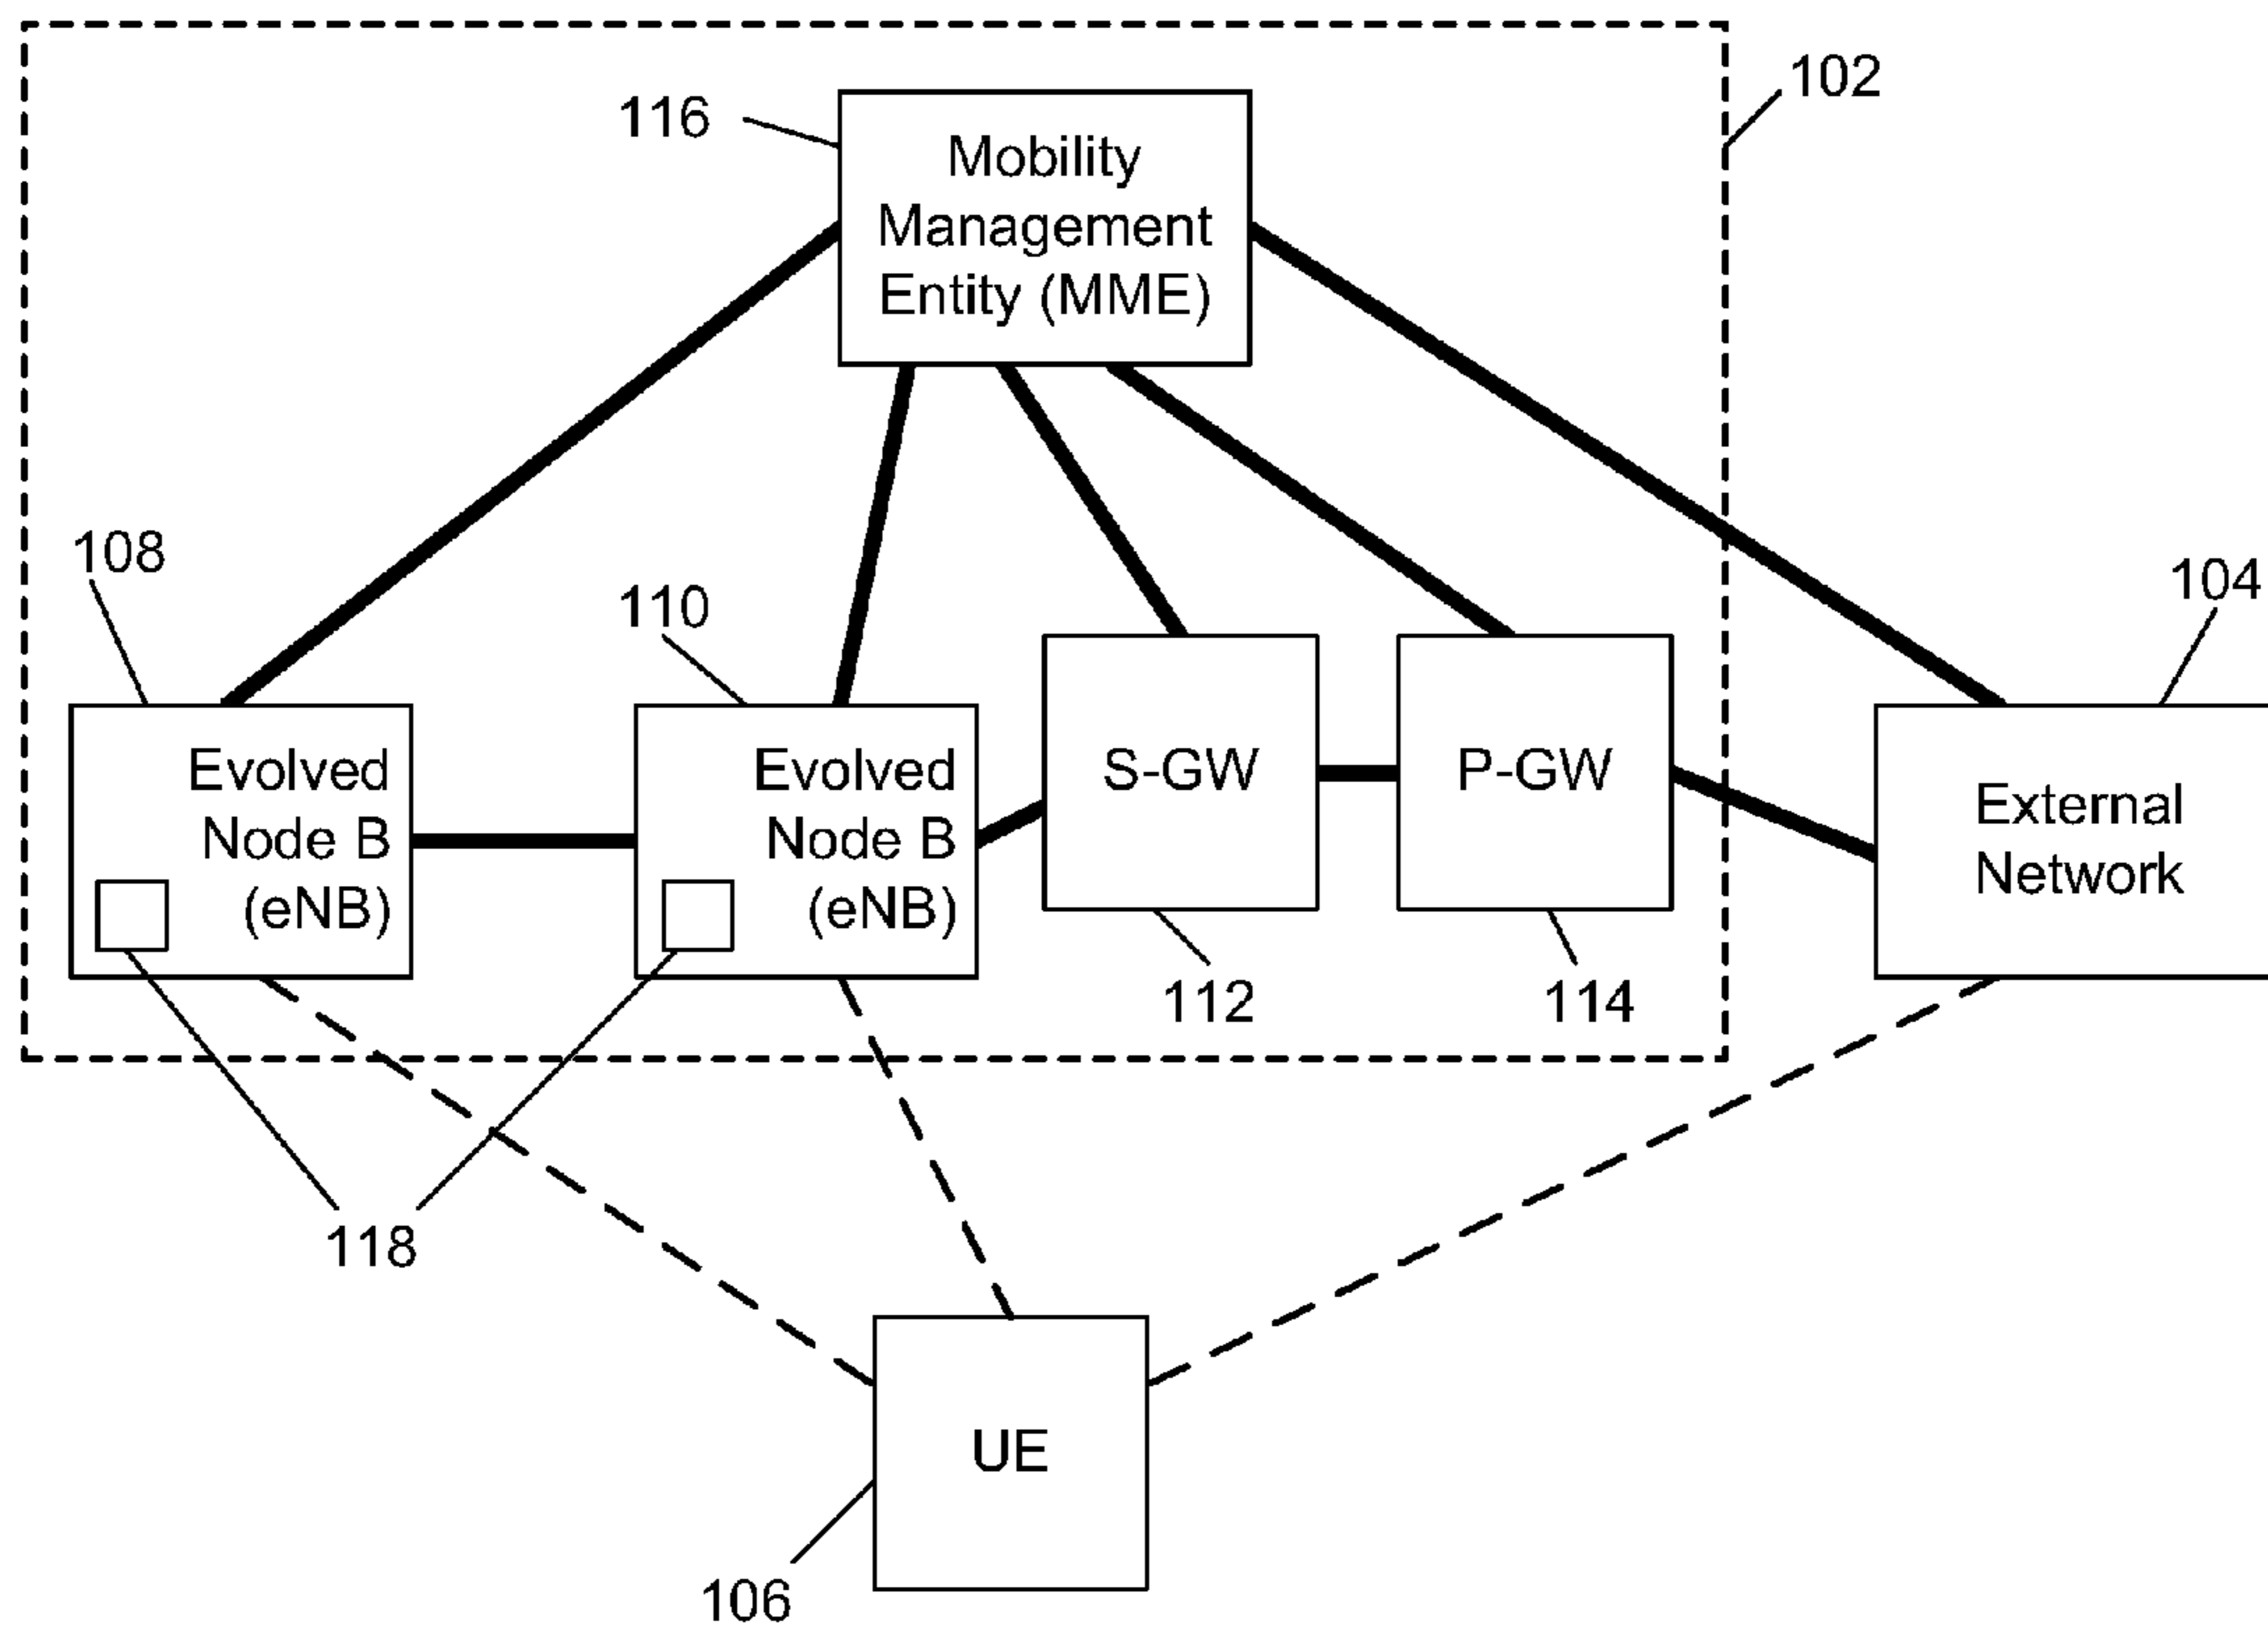 102
116
Mobility
Management
Entity (MME)
108
110
104
Evolved
Node B
(eNB)
Evolved
Node B
(eNB)
S-GW
P-GW
External
Network
112
114
118
UE
106